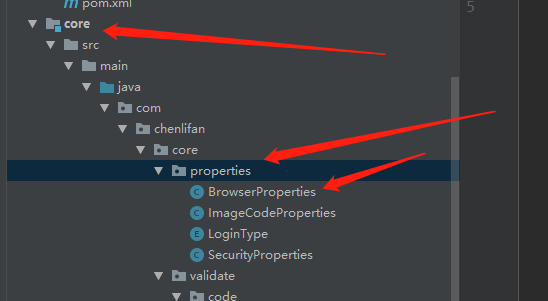 pom.xml
5
core
src
main
java
com
chenlifan
core
properties
C BrowserProperties
C ImageCodeProperties
E LoginType
C SecurityProperties
validate
code